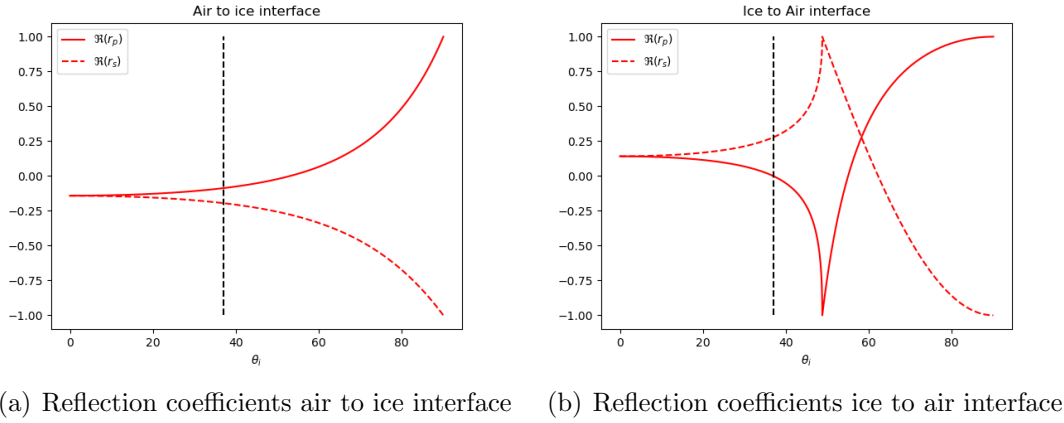 Air to ice interface
ℜ(r_p)
ℜ(r_s)
1.00
0.75
0.50
0.25
0.00
−0.25
−0.50
−0.75
−1.00
0 20 40 60 80
θ_i
Ice to Air interface
ℜ(r_p)
ℜ(r_s)
1.00
0.75
0.50
0.25
0.00
−0.25
−0.50
−0.75
−1.00
0 20 40 60 80
θ_i
(a) Reflection coefficients air to ice interface
(b) Reflection coefficients ice to air interface